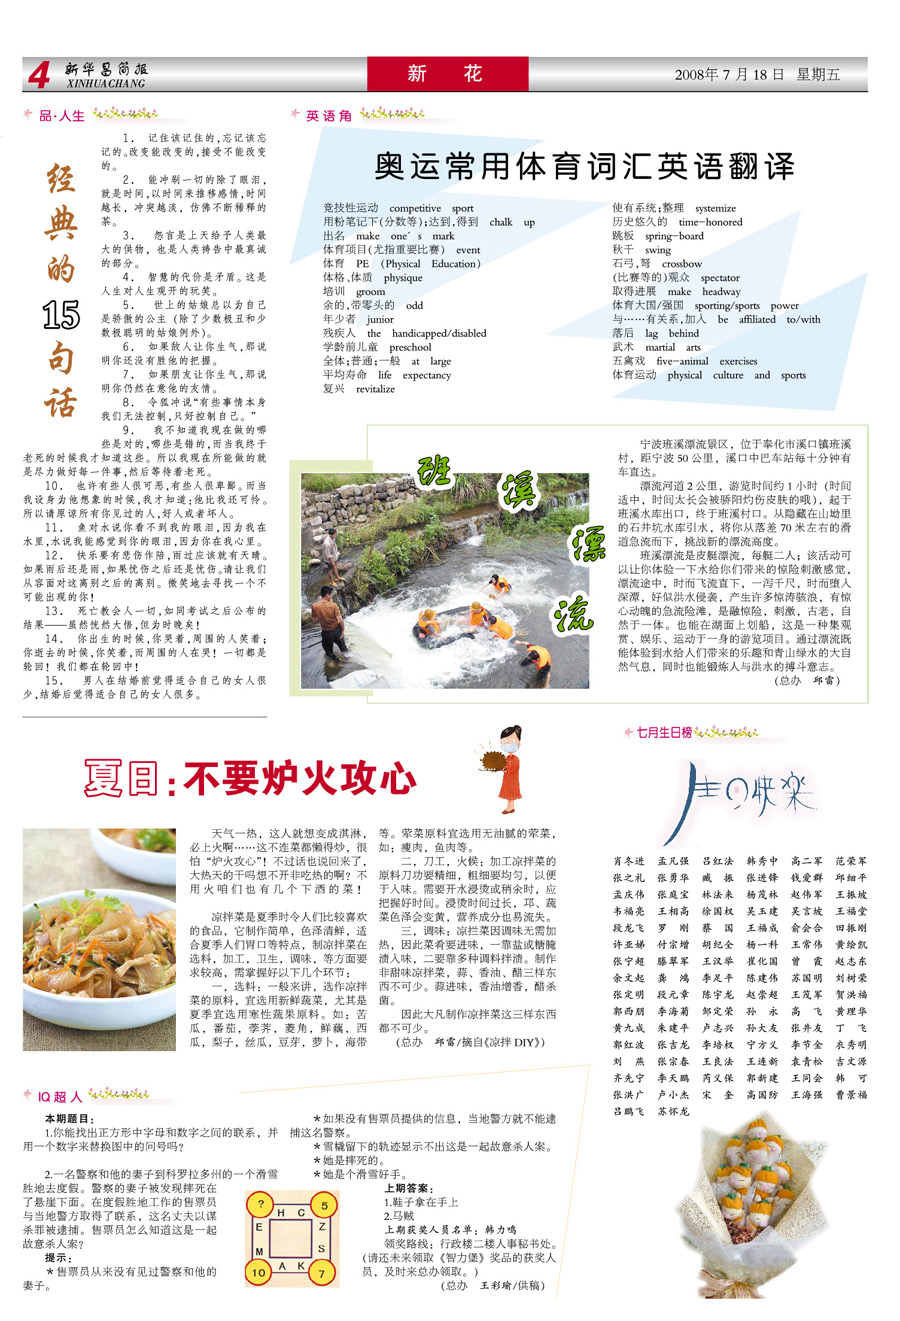 4
新华昌简报
XINHUACHANG
新 花
2008年7月18日 星期五
品·人生
经典的15句话
1. 记住该记住的,忘记该忘
记的。改变能改变的,接受不能改变
的。
2. 能冲刷一切的除了眼泪,
就是时间,以时间来推移感情,时间
越长，冲突越淡，仿佛不断稀释的
茶。
3. 怨言是上天给予人类最
大的供物，也是人类祷告中最真诚
的部分。
4. 智慧的代价是矛盾。这是
人生对人生观开的玩笑。
5. 世上的姑娘总以为自己
是骄傲的公主（除了少数极丑和少
数极聪明的姑娘例外）。
6. 如果敌人让你生气,那说
明你还没有胜他的把握。
7. 如果朋友让你生气,那说
明你仍然在意他的友情。
8. 令狐冲说“有些事情本身
我们无法控制,只好控制自己。”
9. 我不知道我现在做的哪
些是对的,哪些是错的,而当我终于
老死的时候我才知道这些。所以我现在所能做的就
是尽力做好每一件事,然后等待着老死。
10. 也许有些人很可恶,有些人很卑鄙。而当
我设身为他想象的时候,我才知道:他比我还可怜。
所以请原谅所有你见过的人,好人或者坏人。
11. 鱼对水说你看不到我的眼泪,因为我在
水里,水说我能感觉到你的眼泪,因为你在我心里。
12. 快乐要有悲伤作陪,雨过应该就有天晴。
如果雨后还是雨,如果忧伤之后还是忧伤。请让我们
从容面对这离别之后的离别。微笑地去寻找一个不
可能出现的你！
13. 死亡教会人一切,如同考试之后公布的
结果——虽然恍然大悟,但为时晚矣！
14. 你出生的时候,你哭着,周围的人笑着;
你逝去的时候,你笑着,而周围的人在哭！一切都是
轮回！我们都在轮回中！
15. 男人在结婚前觉得适合自己的女人很
少,结婚后觉得适合自己的女人很多。
英语角
奥运常用体育词汇英语翻译
竞技性运动 competitive sport
用粉笔记下(分数等);达到,得到 chalk up
出名 make one's mark
体育项目(尤指重要比赛) event
体育 PE (Physical Education)
体格、体质 physique
培训 groom
余的,带零头的 odd
年少者 junior
残疾人 the handicapped/disabled
学龄前儿童 preschool
全体;普通;一般 at large
平均寿命 life expectancy
复兴 revitalize
使有系统;整理 systemize
历史悠久的 time-honored
跳板 spring-board
秋千 swing
石弓,弩 crossbow
(比赛等的)观众 spectator
取得进展 make headway
体育大国/强国 sporting/sports power
与……有关系,加入 be affiliated to/with
落后 lag behind
武术 martial arts
五禽戏 five-animal exercises
体育运动 physical culture and sports
班溪漂流
宁波班溪漂流景区，位于奉化市溪口镇班溪
村，距宁波50公里，溪口中巴车站每十分钟有
车直达。
漂流河道2公里，游览时间约1小时（时间
适中，时间太长会被骄阳灼伤皮肤的哦），起于
班溪水库出口，终于班溪村口。从隐藏在山坳里
的石井坑水库引水，将你从落差70米左右的滑
道急流而下，挑战新的漂流高度。
班溪漂流是皮艇漂流，每艇二人；该活动可
以让你体验一下水给你们带来的惊险刺激感觉，
漂流途中，时而飞流直下，一泻千尺，时而堕入
深潭，好似洪水侵袭，产生许多惊涛骇浪，有惊
心动魄的急流险滩，是融惊险，刺激，古老，自
然于一体。也能在湖面上划船，这是一种集观
赏、娱乐、运动于一身的游览项目。通过漂流既
能体验到水给人们带来的乐趣和青山绿水的大自
然气息，同时也能锻炼人与洪水的搏斗意志。
（总办 邱雷）
夏日：不要炉火攻心
天气一热，这人就想变成淇淋，
必上火啊……这不连菜都懒得炒，很
怕“炉火攻心”！不过话也说回来了，
大热天的干吗想不开非吃热的啊？不
用火咱们也有几个下酒的菜！
凉拌菜是夏季时令人们比较喜欢
的食品，它制作简单，色泽清鲜，适
合夏季人们胃口等特点，制凉拌菜在
选料，加工，卫生，调味，等方面要
求较高，需掌握好以下几个环节：
一，选料；一般来讲，选作凉拌
菜的原料，宜选用新鲜蔬菜，尤其是
夏季宜选用寒性蔬果原料。如：苦
瓜，番茄，荸荠，菱角，鲜藕，西
瓜，梨子，丝瓜，豆芽，萝卜，海带
等。荤菜原料宜选用无油腻的荤菜，
如：瘦肉，鱼肉等。
二，刀工，火侯；加工凉拌菜的
原料刀功要精细，粗细要均匀，以便
于人味。需要开水浸烫或稍余时，应
把握好时间。浸烫时间过长，邛、蔬
菜色泽会变黄，营养成分也易流失。
三，调味；凉拦菜因调味无需加
热，因此菜肴要进味，一靠盐或糖腌
渍人味，二要靠多种调料拌渍。制作
非甜味凉拌菜，蒜、香油、醋三样东
西不可少。蒜进味，香油增香，醋杀
菌。
因此大凡制作凉拌菜这三样东西
都不可少。
（总办 邱雷/摘自《凉拌DIY》）
七月生日榜
生日快乐
肖冬进 孟凡强 吕红法 韩秀中 高二军 范荣军
张之礼 张勇华 臧振 张进锋 钱爱群 邱细平
孟庆伟 张庭宝 林法来 杨茂林 赵伟军 王振坡
韦福亮 王相高 徐国权 吴玉建 吴言坡 王福堂
段龙飞 罗刚 蔡国 王福成 俞会合 田振刚
许亚娣 付宗增 胡纪全 杨一科 王常伟 黄绘凯
张宁超 滕翠军 王汉举 崔化国 曾霞 赵志东
余文起 龚鸿 李足平 陈建伟 苏国明 刘树荣
张定明 段元章 陈宇龙 赵崇超 王茂军 贺洪福
郭西朋 李海菊 邹定荣 孙永 高飞 黄理华
黄九成 朱建平 卢志兴 孙大友 张井友 丁飞
郭红波 张吉龙 李培权 宁方义 李节金 衣秀明
刘燕 张宗春 王良法 王连新 袁青松 吉文源
齐先宁 李天鹏 芮义保 郭新建 王同会 韩可
张洪广 卢小杰 宋奎 高国防 王海强 曹景福
吕鹏飞 苏怀龙
IQ超人
本期题目：
1.你能找出正方形中字母和数字之间的联系，并
用一个数字来替换图中的问号吗？
2.一名警察和他的妻子到科罗拉多州的一个滑雪
胜地去度假。警察的妻子被发现摔死在
了悬崖下面。在度假胜地工作的售票员
与当地警方取得了联系，这名丈夫以谋
杀罪被逮捕。售票员怎么知道这是一起
故意杀人案？
提示：
＊售票员从来没有见过警察和他的
妻子。
? H C 5
E Z
M S
10 A K 7
＊如果没有售票员提供的信息，当地警方就不能逮
捕这名警察。
＊雪橇留下的轨迹显示不出这是一起故意杀人案。
＊她是摔死的。
＊她是个滑雪好手。
上期答案：
1.鞋子拿在手上
2.马贼
上期获奖人员名单：韩力鸣
领奖路线：行政楼二楼人事秘书处。
(请还未来领取《智力堡》奖品的获奖人
员，及时来总办领取。)
（总办 王彩瑜/供稿）